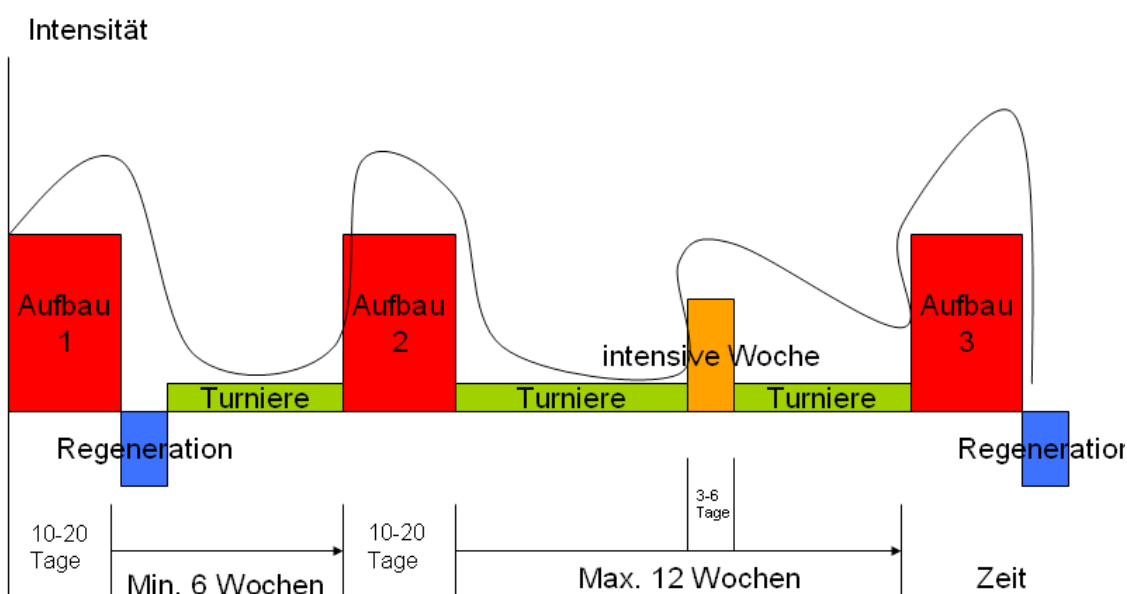 Intensität
Aufbau
1
Aufbau
2
Aufbau
3
intensive Woche
Turniere
Turniere
Turniere
Regeneration
Regeneration
3-6
Tage
10-20
Tage
10-20
Tage
Min. 6 Wochen
Max. 12 Wochen
Zeit